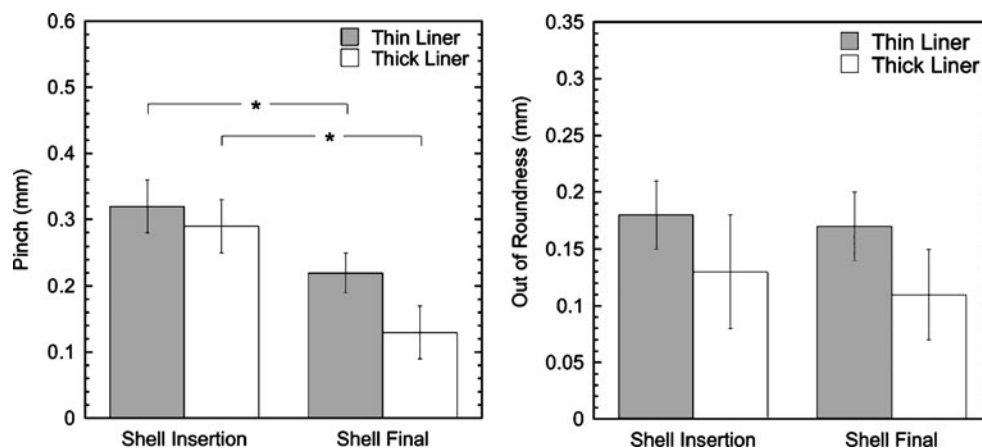 0.6
0.5
0.4
0.3
0.2
0.1
0
Pinch (mm)
Thin Liner
Thick Liner
*
*
Shell Insertion Shell Final
0.35
0.3
0.25
0.2
0.15
0.1
0.05
0
Out of Roundness (mm)
Thin Liner
Thick Liner
Shell Insertion Shell Final